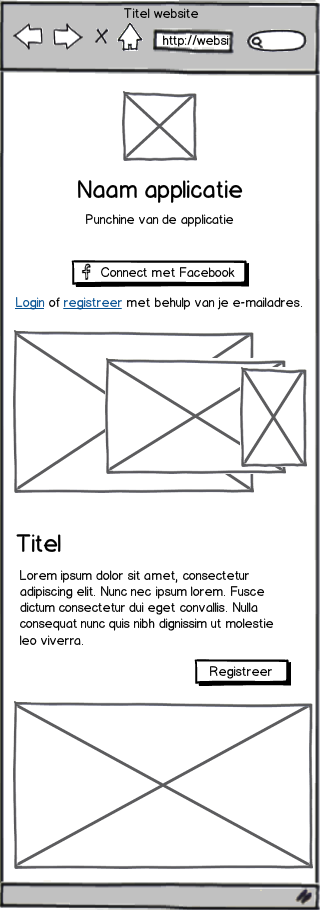 Titel website
http://websi
Naam applicatie
Punchine van de applicatie
f Connect met Facebook
Login of registreer met behulp van je e-mailadres.
Titel
Lorem ipsum dolor sit amet, consectetur
adipiscing elit. Nunc nec ipsum lorem. Fusce
dictum consectetur dui eget convallis. Nulla
consequat nunc quis nibh dignissim ut molestie
leo viverra.
Registreer